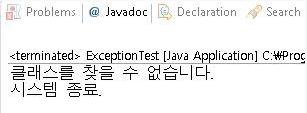 Problems @ Javadoc Declaration Search
<terminated> ExceptionTest [Java Application] C:₩Prog
클래스를 찾을 수 없습니다.
시스템 종료.